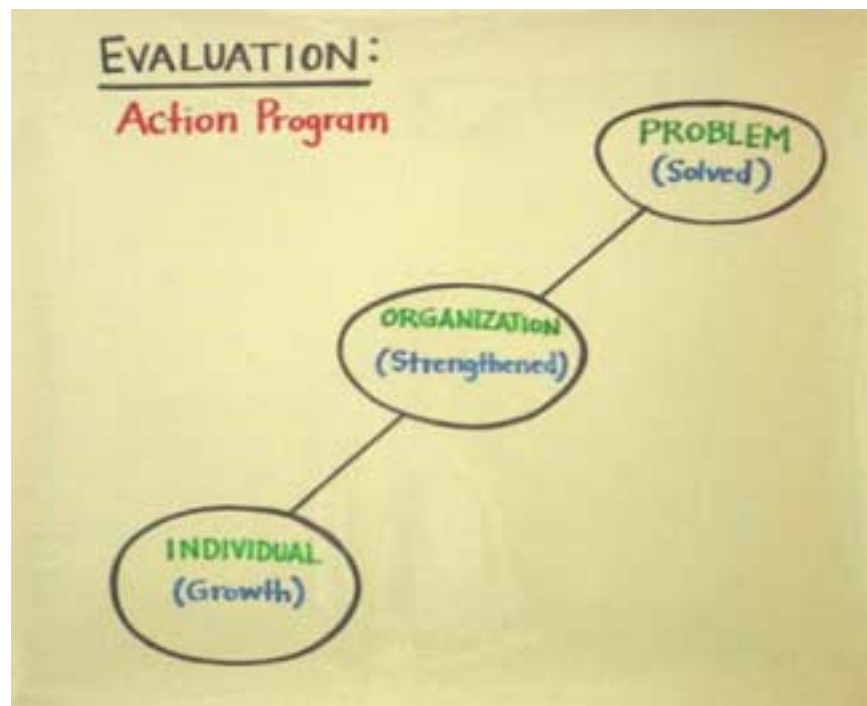 EVALUATION:
Action Program
PROBLEM
(Solved)
ORGANIZATION
(Strengthened)
INDIVIDUAL
(Growth)